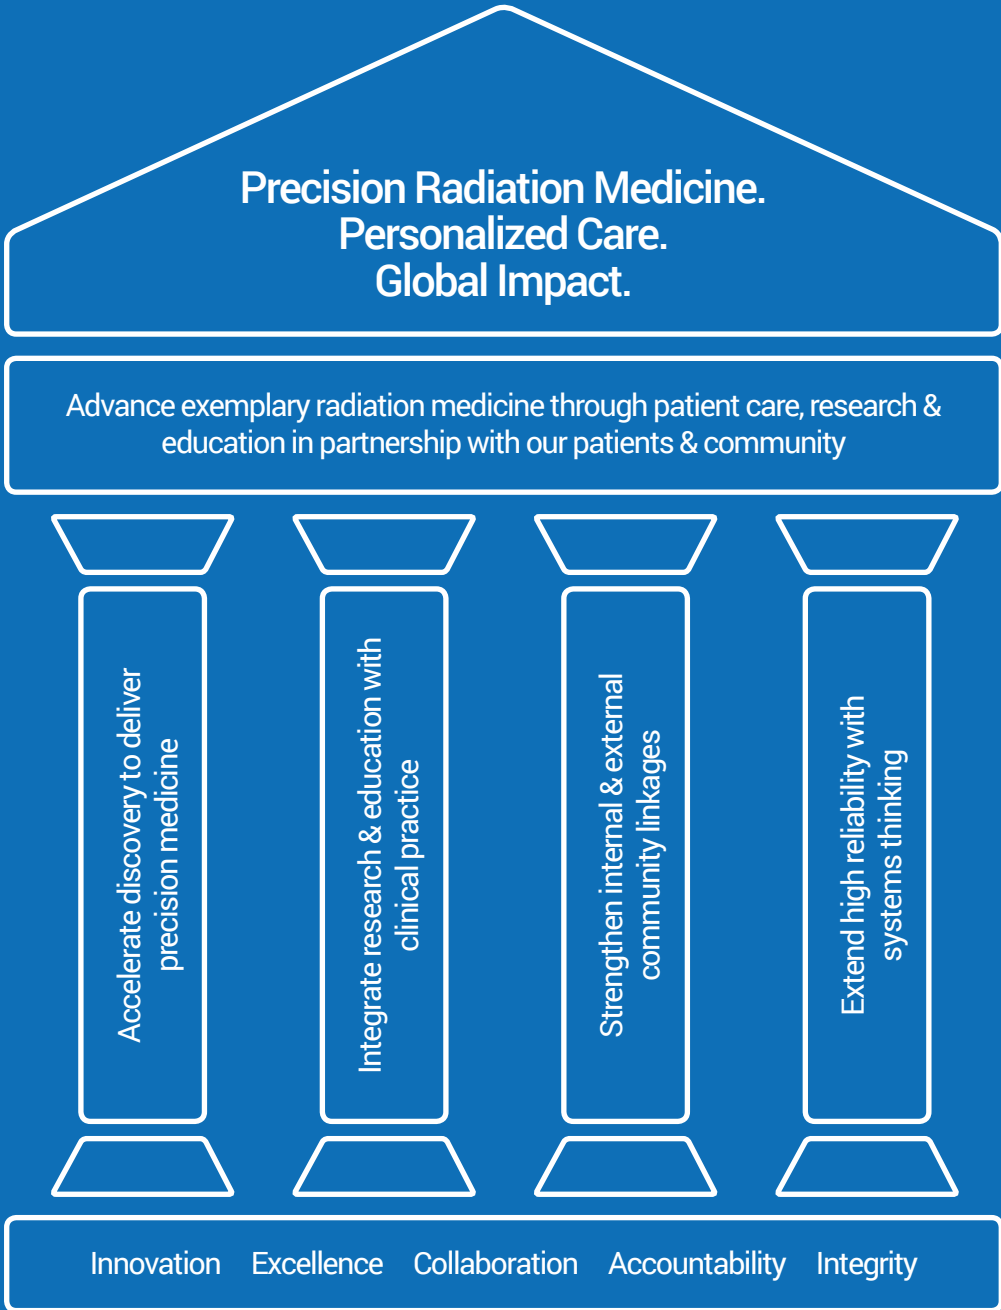 Precision Radiation Medicine.
Personalized Care.
Global Impact.
Advance exemplary radiation medicine through patient care, research &
education in partnership with our patients & community
Accelerate discovery to deliver
precision medicine
Integrate research & education with
clinical practice
Strengthen internal & external
community linkages
Extend high reliability with
systems thinking
Innovation Excellence Collaboration Accountability Integrity